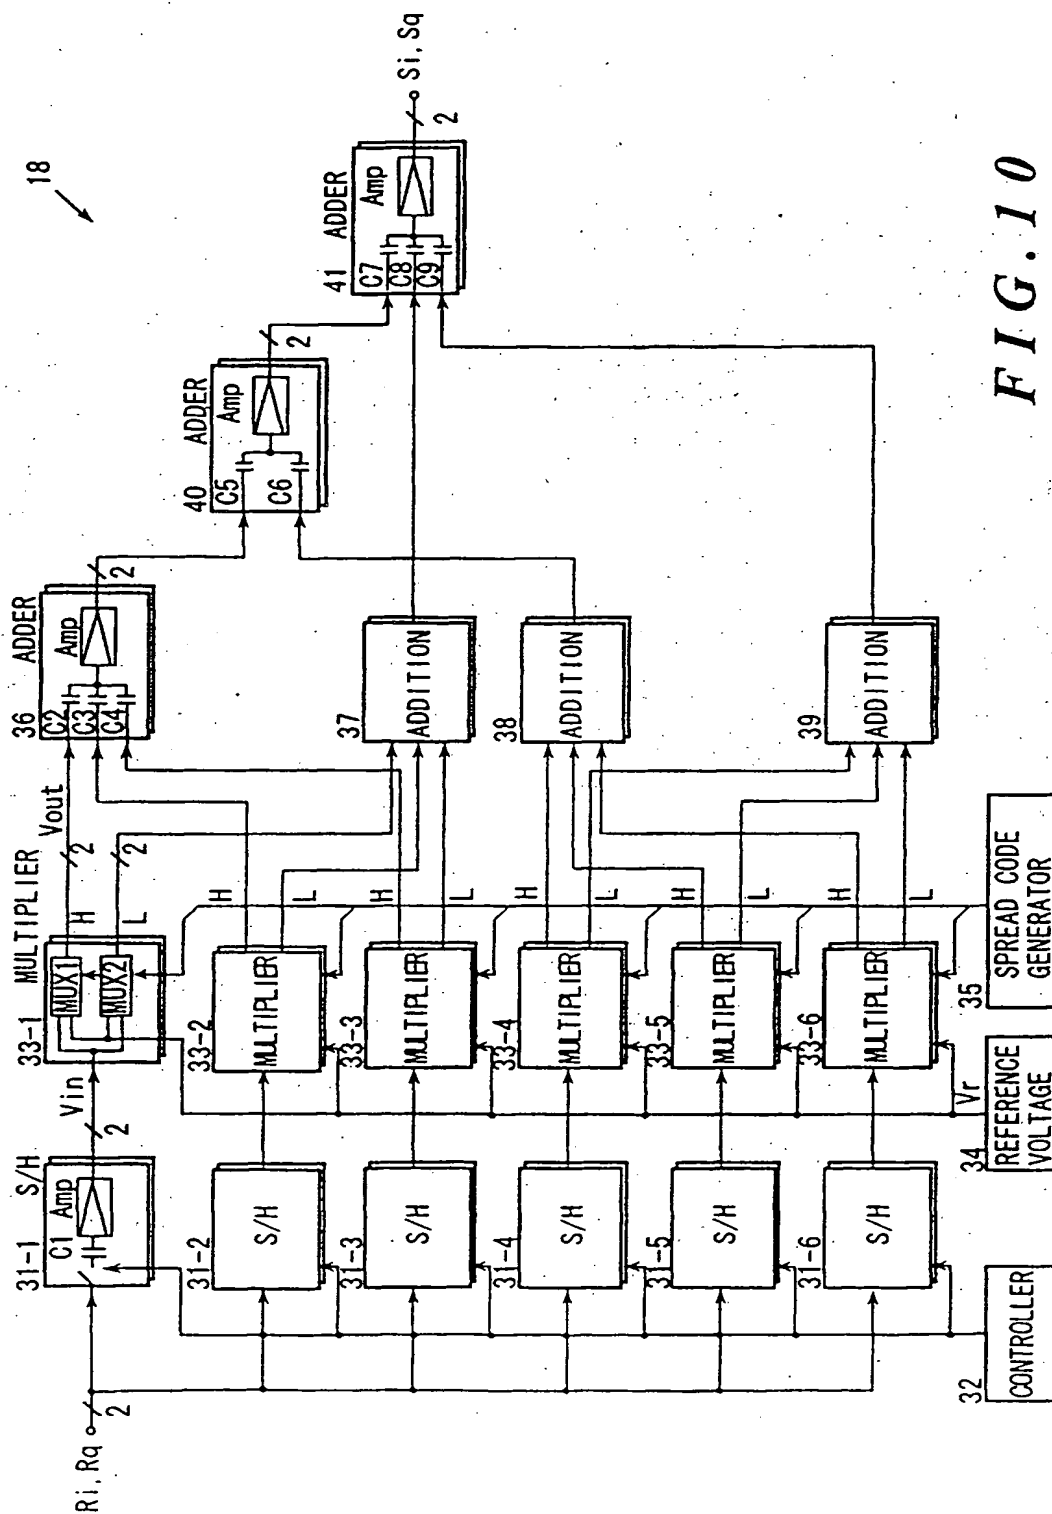 18
Ri, Rq
2
31-1
S/H
C1
Amp
Vin
2
33-1
MULTIPLIER
MUX1
MUX2
H
L
Vout
2
2
36
ADDER
C2
C3
C4
Amp
2
40
ADDER
C5
C6
Amp
2
41
ADDER
C7
C8
C9
Amp
2
Si, Sq
31-2
S/H
33-2
MULTIPLIER
H
L
37
ADDITION
31-3
S/H
33-3
MULTIPLIER
H
L
31-4
S/H
33-4
MULTIPLIER
H
L
38
ADDITION
31-5
S/H
33-5
MULTIPLIER
H
L
31-6
S/H
33-6
MULTIPLIER
H
L
39
ADDITION
Vr
32
CONTROLLER
34
REFERENCE
VOLTAGE
35
SPREAD CODE
GENERATOR
FIG.10